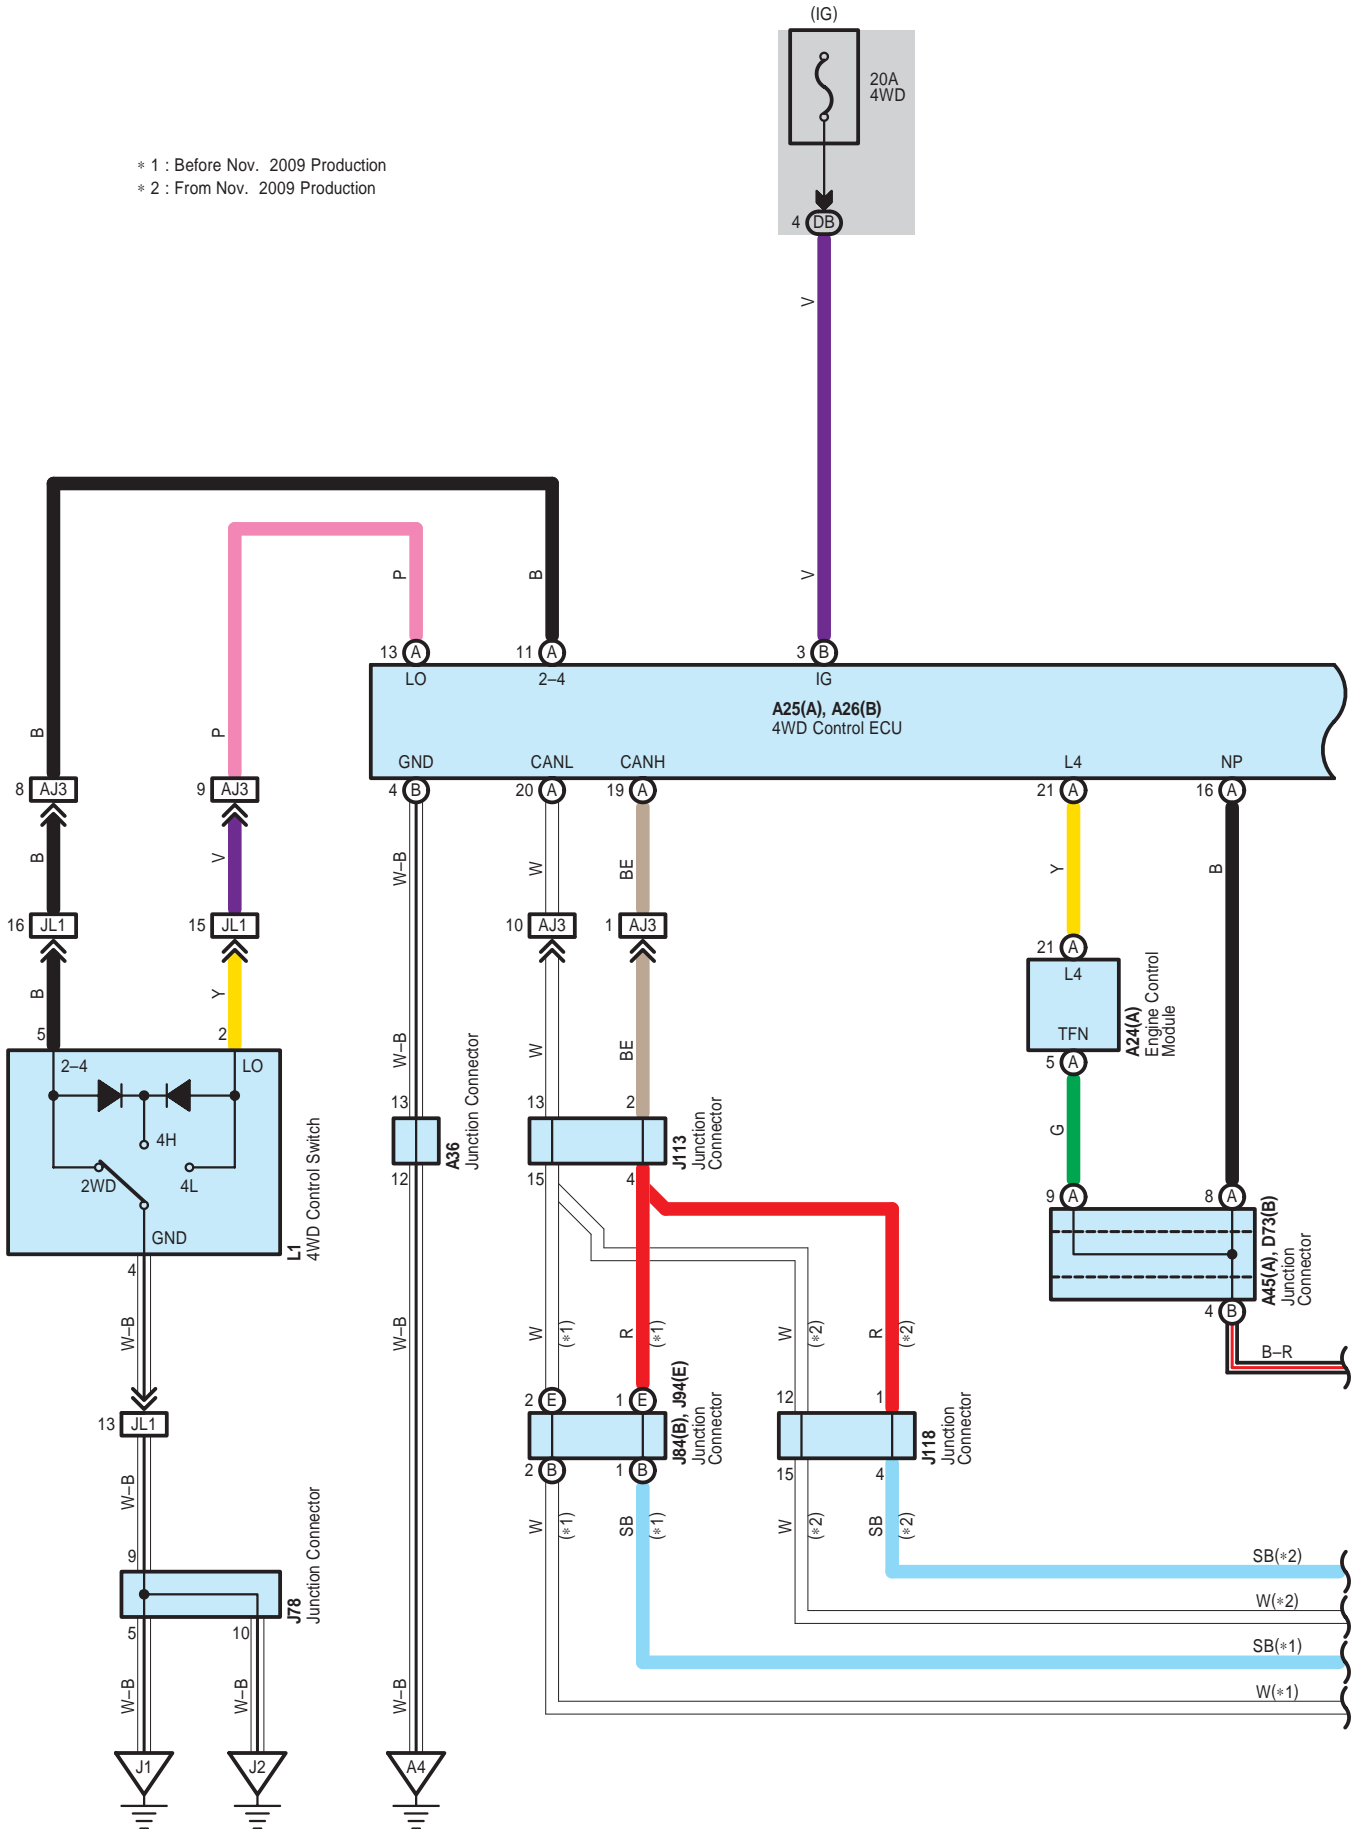 (IG)
20A
4WD
∗ 1 : Before Nov. 2009 Production
∗ 2 : From Nov. 2009 Production
4 DB
V
V
P
B
13 A
11 A
3 B
LO
2–4
IG
A25(A), A26(B)
4WD Control ECU
GND
CANL
CANH
L4
NP
4 B
20 A
19 A
21 A
16 A
B
P
8 AJ3
9 AJ3
B
V
W–B
W
BE
Y
B
16 JL1
15 JL1
10 AJ3
1 AJ3
21 A
L4
TFN
A24(A)
Engine Control
Module
5 A
B
Y
5
2
2–4
LO
4H
2WD
4L
GND
L1
4WD Control Switch
W–B
W
BE
13
12
A36
Junction Connector
13
2
15
4
J113
Junction
Connector
G
9 A
8 A
A45(A), D73(B)
Junction
Connector
4 B
B–R
4
W–B
W–B
W
(∗1)
R
(∗1)
W
(∗2)
R
(∗2)
13 JL1
2 E
1 E
J84(B), J94(E)
Junction
Connector
2 B
1 B
12
1
15
4
J118
Junction
Connector
W–B
W
(∗1)
SB
(∗1)
W
(∗2)
SB
(∗2)
9
J78
Junction Connector
5
10
SB(∗2)
W(∗2)
SB(∗1)
W(∗1)
W–B
W–B
W–B
J1
J2
A4